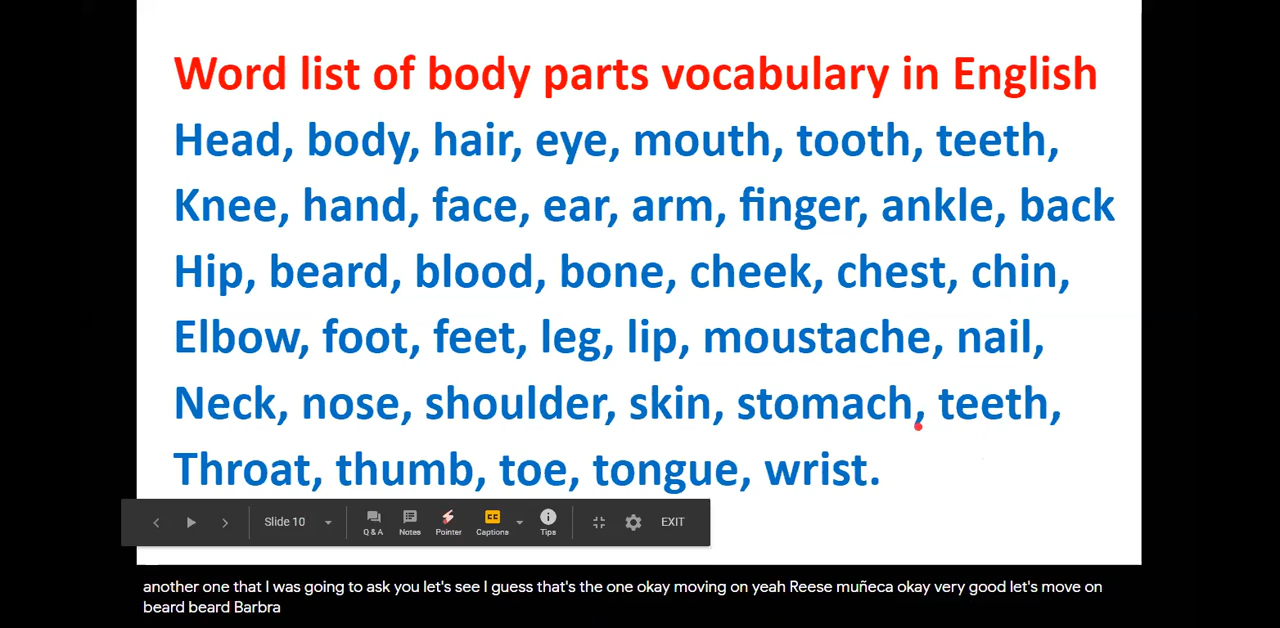 Word list of body parts vocabulary in English
Head, body, hair, eye, mouth, tooth, teeth,
Knee, hand, face, ear, arm, finger, ankle, back
Hip, beard, blood, bone, cheek, chest, chin,
Elbow, foot, feet, leg, lip, moustache, nail,
Neck, nose, shoulder, skin, stomach, teeth,
Throat, thumb, toe, tongue, wrist.
Slide 10 Q & A Notes Pointer CC Captions Tips EXIT
another one that I was going to ask you let's see I guess that's the one okay moving on yeah Reese muñeca okay very good let's move on
beard beard Barbra